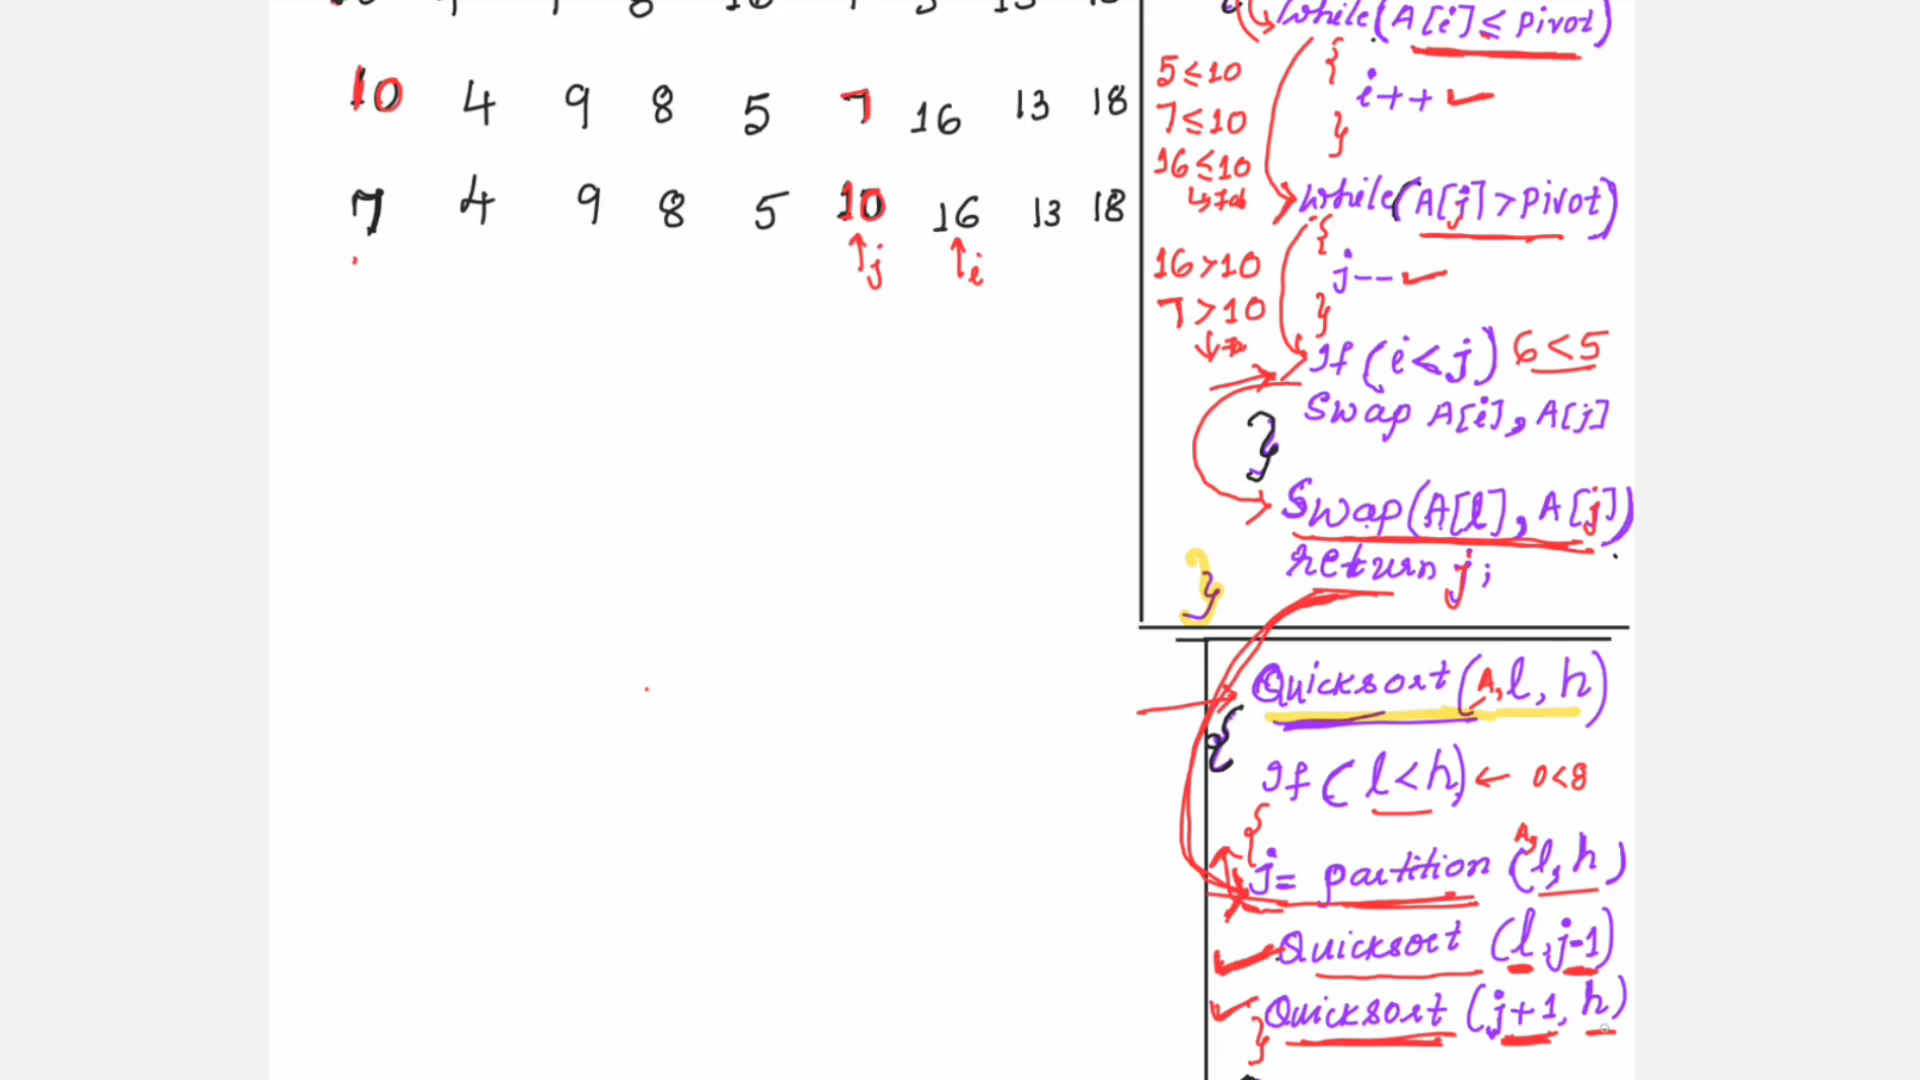 10 4 9 8 5 7 16 13 18
7 4 9 8 5 10 16 13 18
j i
while(A[i]≤pivot)
{
i++
}
5≤10
7≤10
16≤10
while(A[j]>pivot)
{
j--
}
16>10
7>10
If(i<j) 6<5
Swap A[i], A[j]
}
Swap(A[l], A[j])
return j;
}
Quicksort(A,l,h)
{
If(l<h) ← 0<8
{
j= partition (A,l,h)
Quicksort (l,j-1)
Quicksort (j+1,h)
}